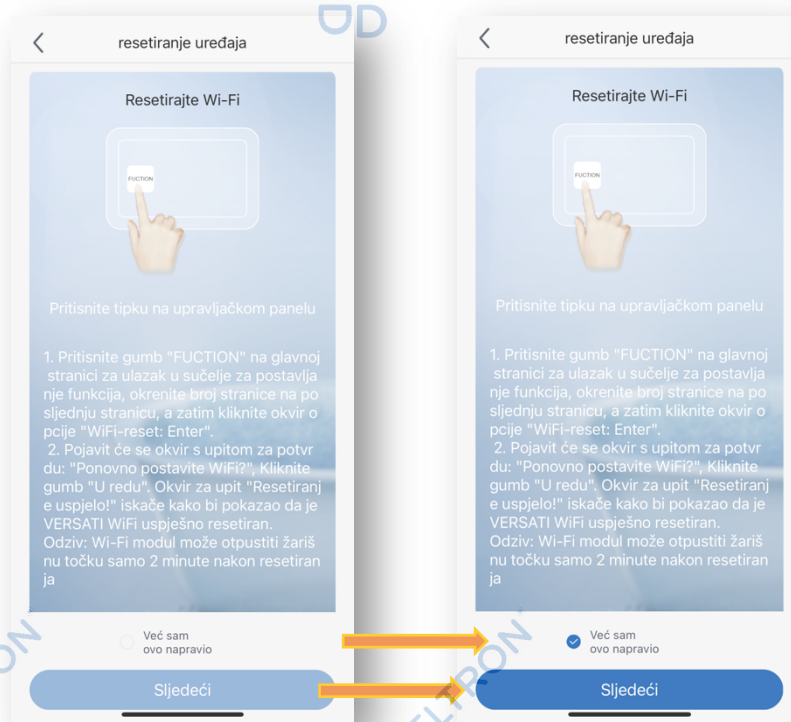 resetiranje uređaja
Resetirajte Wi-Fi
FUCTION
Pritisnite tipku na upravljačkom panelu
1. Pritisnite gumb "FUCTION" na glavnoj
stranici za ulazak u sučelje za postavlja
nje funkcija, okrenite broj stranice na po
sljednju stranicu, a zatim kliknite okvir o
pcije "WiFi-reset: Enter".
2. Pojavit će se okvir s upitom za potvr
du: "Ponovno postavite WiFi?", Kliknite
gumb "U redu". Okvir za upit "Resetiranj
e uspjelo!" iskače kako bi pokazao da je
VERSATI WiFi uspješno resetiran.
Odziv: Wi-Fi modul može otpustiti žariš
nu točku samo 2 minute nakon resetiran
ja
Već sam
ovo napravio
Sljedeći
resetiranje uređaja
Resetirajte Wi-Fi
FUCTION
Pritisnite tipku na upravljačkom panelu
1. Pritisnite gumb "FUCTION" na glavnoj
stranici za ulazak u sučelje za postavlja
nje funkcija, okrenite broj stranice na po
sljednju stranicu, a zatim kliknite okvir o
pcije "WiFi-reset: Enter".
2. Pojavit će se okvir s upitom za potvr
du: "Ponovno postavite WiFi?", Kliknite
gumb "U redu". Okvir za upit "Resetiranj
e uspjelo!" iskače kako bi pokazao da je
VERSATI WiFi uspješno resetiran.
Odziv: Wi-Fi modul može otpustiti žariš
nu točku samo 2 minute nakon resetiran
ja
Već sam
ovo napravio
Sljedeći